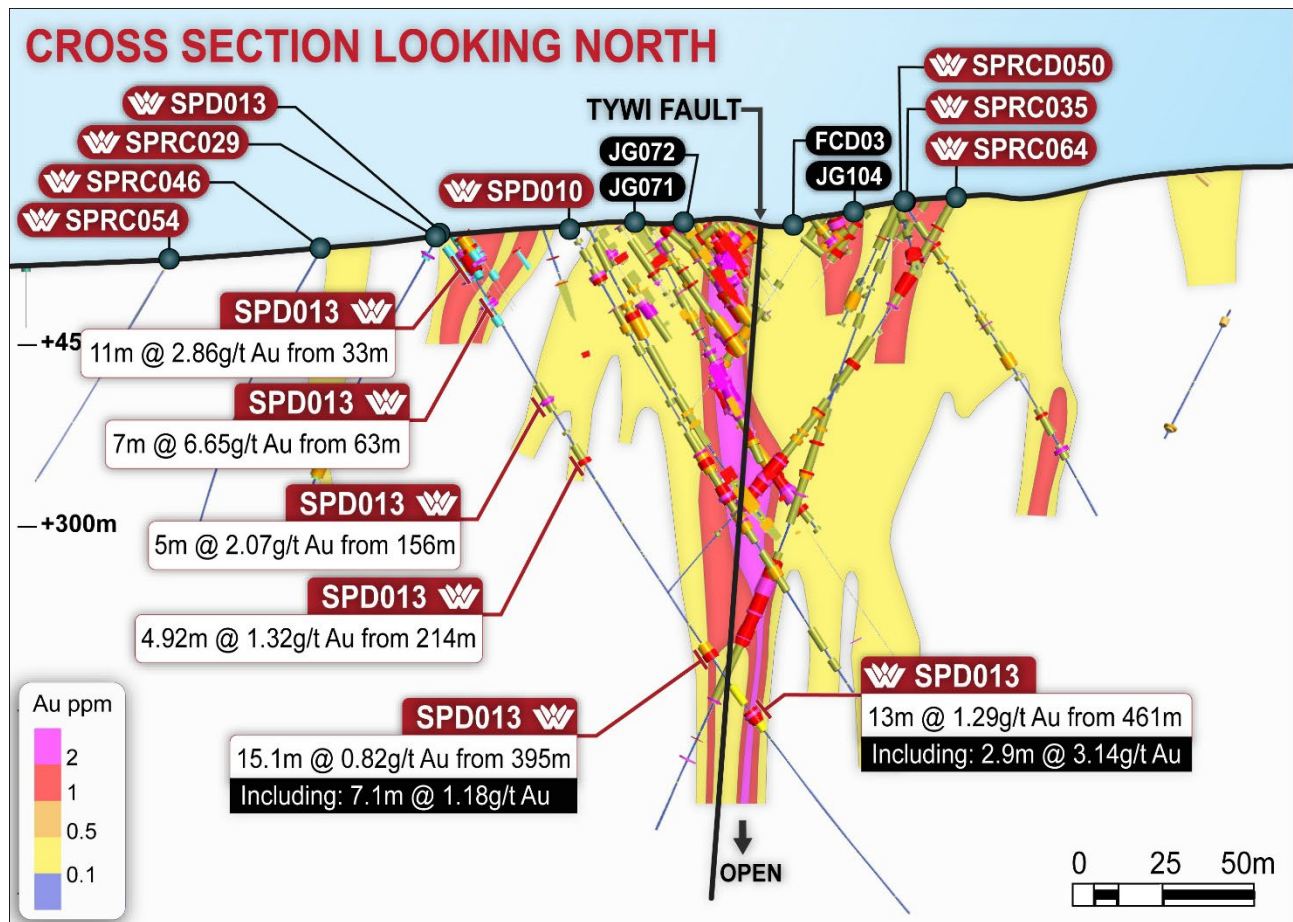 CROSS SECTION LOOKING NORTH
SPD013
SPRC029
SPRC046
SPRC054
SPD010
TYWI FAULT
JG072
JG071
FCD03
JG104
SPRCD050
SPRC035
SPRC064
+45
+300m
SPD013
11m @ 2.86g/t Au from 33m
SPD013
7m @ 6.65g/t Au from 63m
SPD013
5m @ 2.07g/t Au from 156m
SPD013
4.92m @ 1.32g/t Au from 214m
SPD013
15.1m @ 0.82g/t Au from 395m
Including: 7.1m @ 1.18g/t Au
SPD013
13m @ 1.29g/t Au from 461m
Including: 2.9m @ 3.14g/t Au
OPEN
Au ppm
2
1
0.5
0.1
0 25 50m